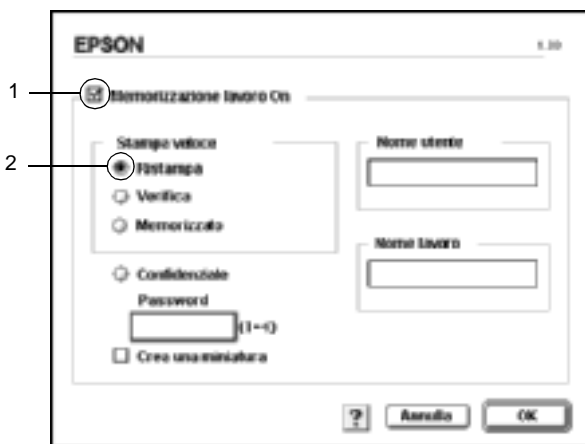 EPSON
1.30
1
Memorizzazione lavoro On
Stampa veloce
2
Ristampa
Verifica
Memorizzato
Nome utente
Nome lavoro
Confidenziale
Password
Crea una miniatura
?
Annulla
OK